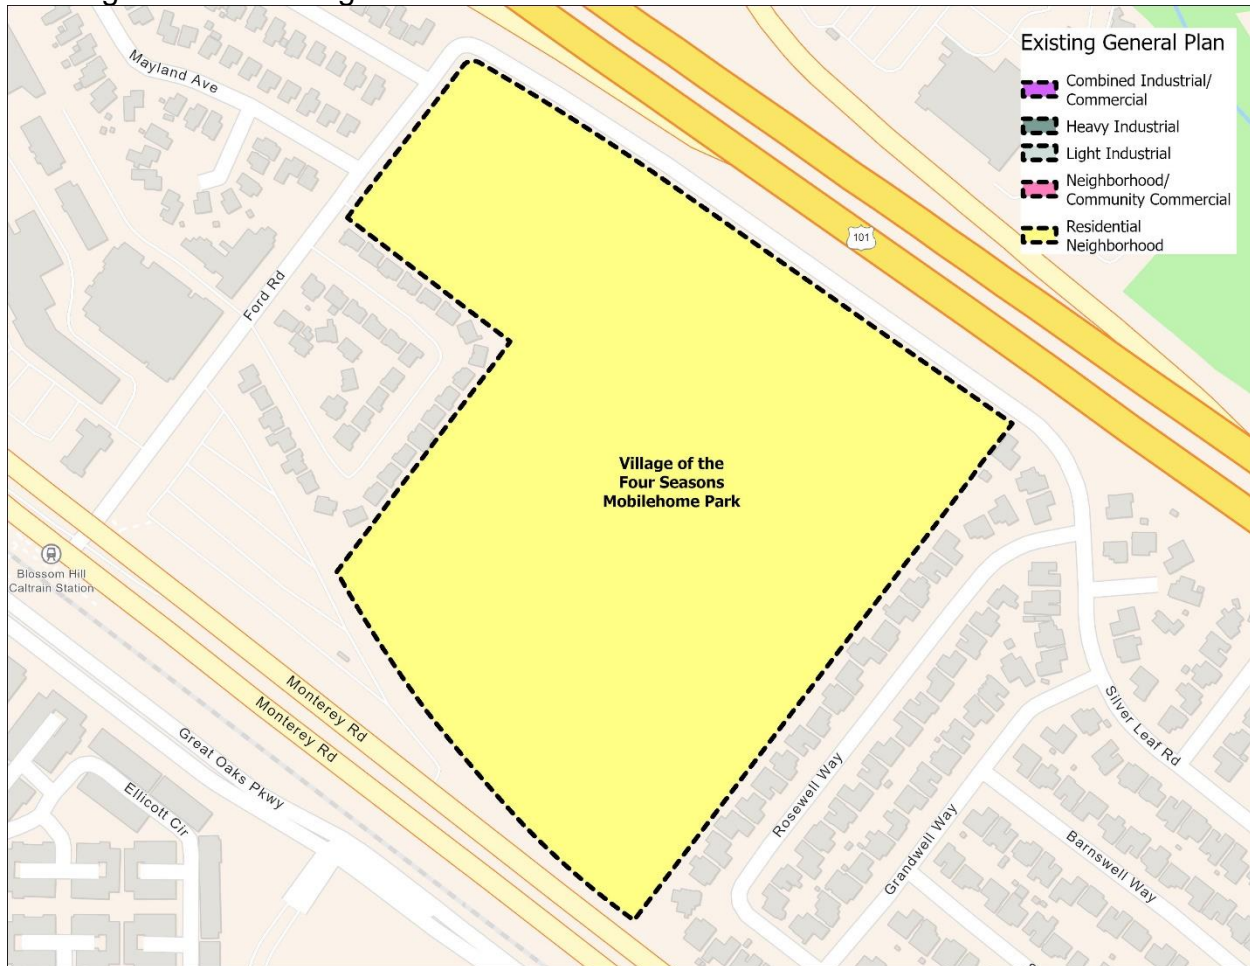 Existing General Plan
Combined Industrial/
Commercial
Heavy Industrial
Light Industrial
Neighborhood/
Community Commercial
Residential
Neighborhood
Mayland Ave
Ford Rd
101
Village of the
Four Seasons
Mobilehome Park
Blossom Hill
Caltrain Station
Monterey Rd
Monterey Rd
Great Oaks Pkwy
Ellicott Cir
Rosewell Way
Silver Leaf Rd
Grandwell Way
Barnswell Way